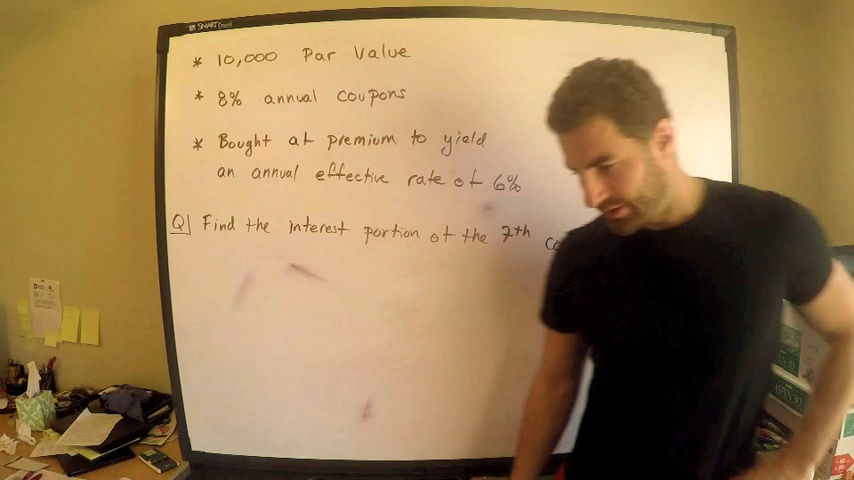 SMART
* 10,000 Par Value
* 8% annual coupons
* Bought at premium to yield
an annual effective rate of 6%
Q| Find the interest portion of the 7th